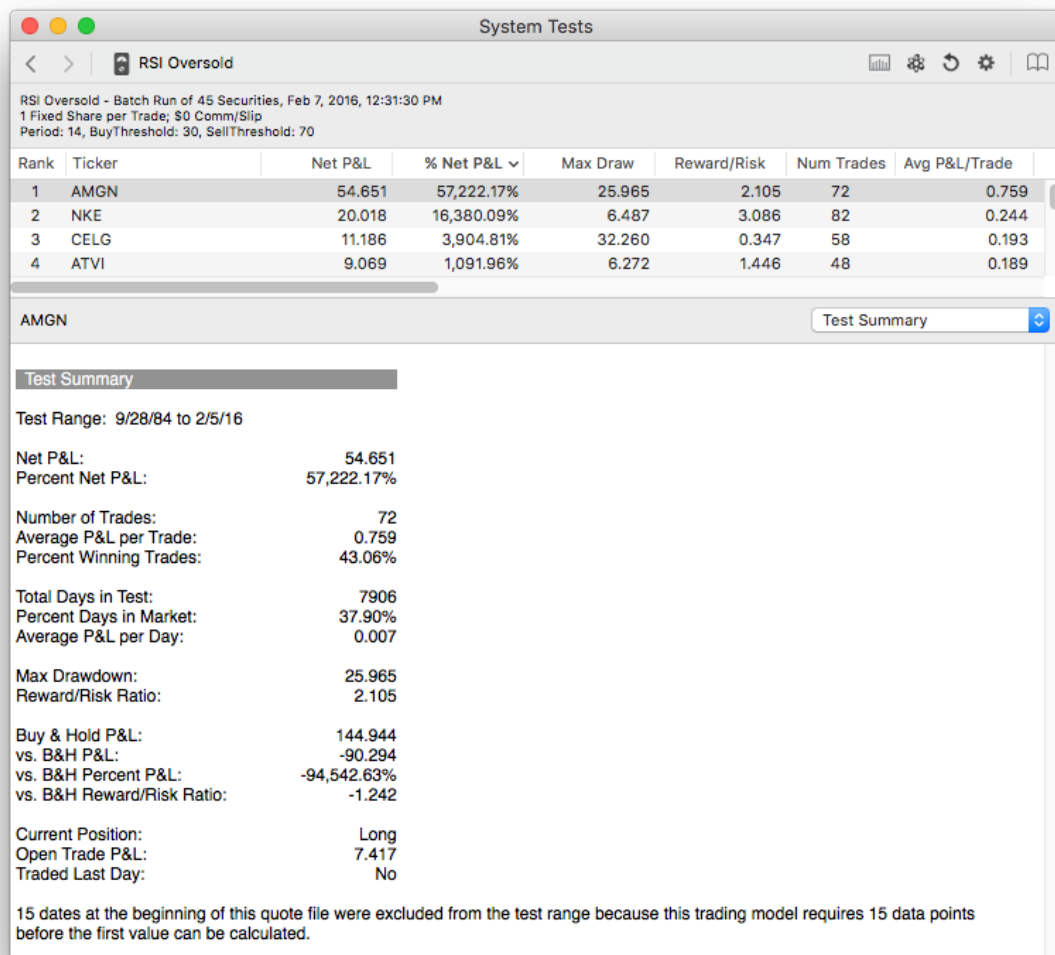 System Tests
RSI Oversold
RSI Oversold - Batch Run of 45 Securities, Feb 7, 2016, 12:31:30 PM
1 Fixed Share per Trade; $0 Comm/Slip
Period: 14, BuyThreshold: 30, SellThreshold: 70
Rank Ticker Net P&L % Net P&L Max Draw Reward/Risk Num Trades Avg P&L/Trade
1 AMGN 54.651 57,222.17% 25.965 2.105 72 0.759
2 NKE 20.018 16,380.09% 6.487 3.086 82 0.244
3 CELG 11.186 3,904.81% 32.260 0.347 58 0.193
4 ATVI 9.069 1,091.96% 6.272 1.446 48 0.189
AMGN Test Summary
Test Summary
Test Range: 9/28/84 to 2/5/16
Net P&L: 54.651
Percent Net P&L: 57,222.17%
Number of Trades: 72
Average P&L per Trade: 0.759
Percent Winning Trades: 43.06%
Total Days in Test: 7906
Percent Days in Market: 37.90%
Average P&L per Day: 0.007
Max Drawdown: 25.965
Reward/Risk Ratio: 2.105
Buy & Hold P&L: 144.944
vs. B&H P&L: -90.294
vs. B&H Percent P&L: -94,542.63%
vs. B&H Reward/Risk Ratio: -1.242
Current Position: Long
Open Trade P&L: 7.417
Traded Last Day: No
15 dates at the beginning of this quote file were excluded from the test range because this trading model requires 15 data points
before the first value can be calculated.